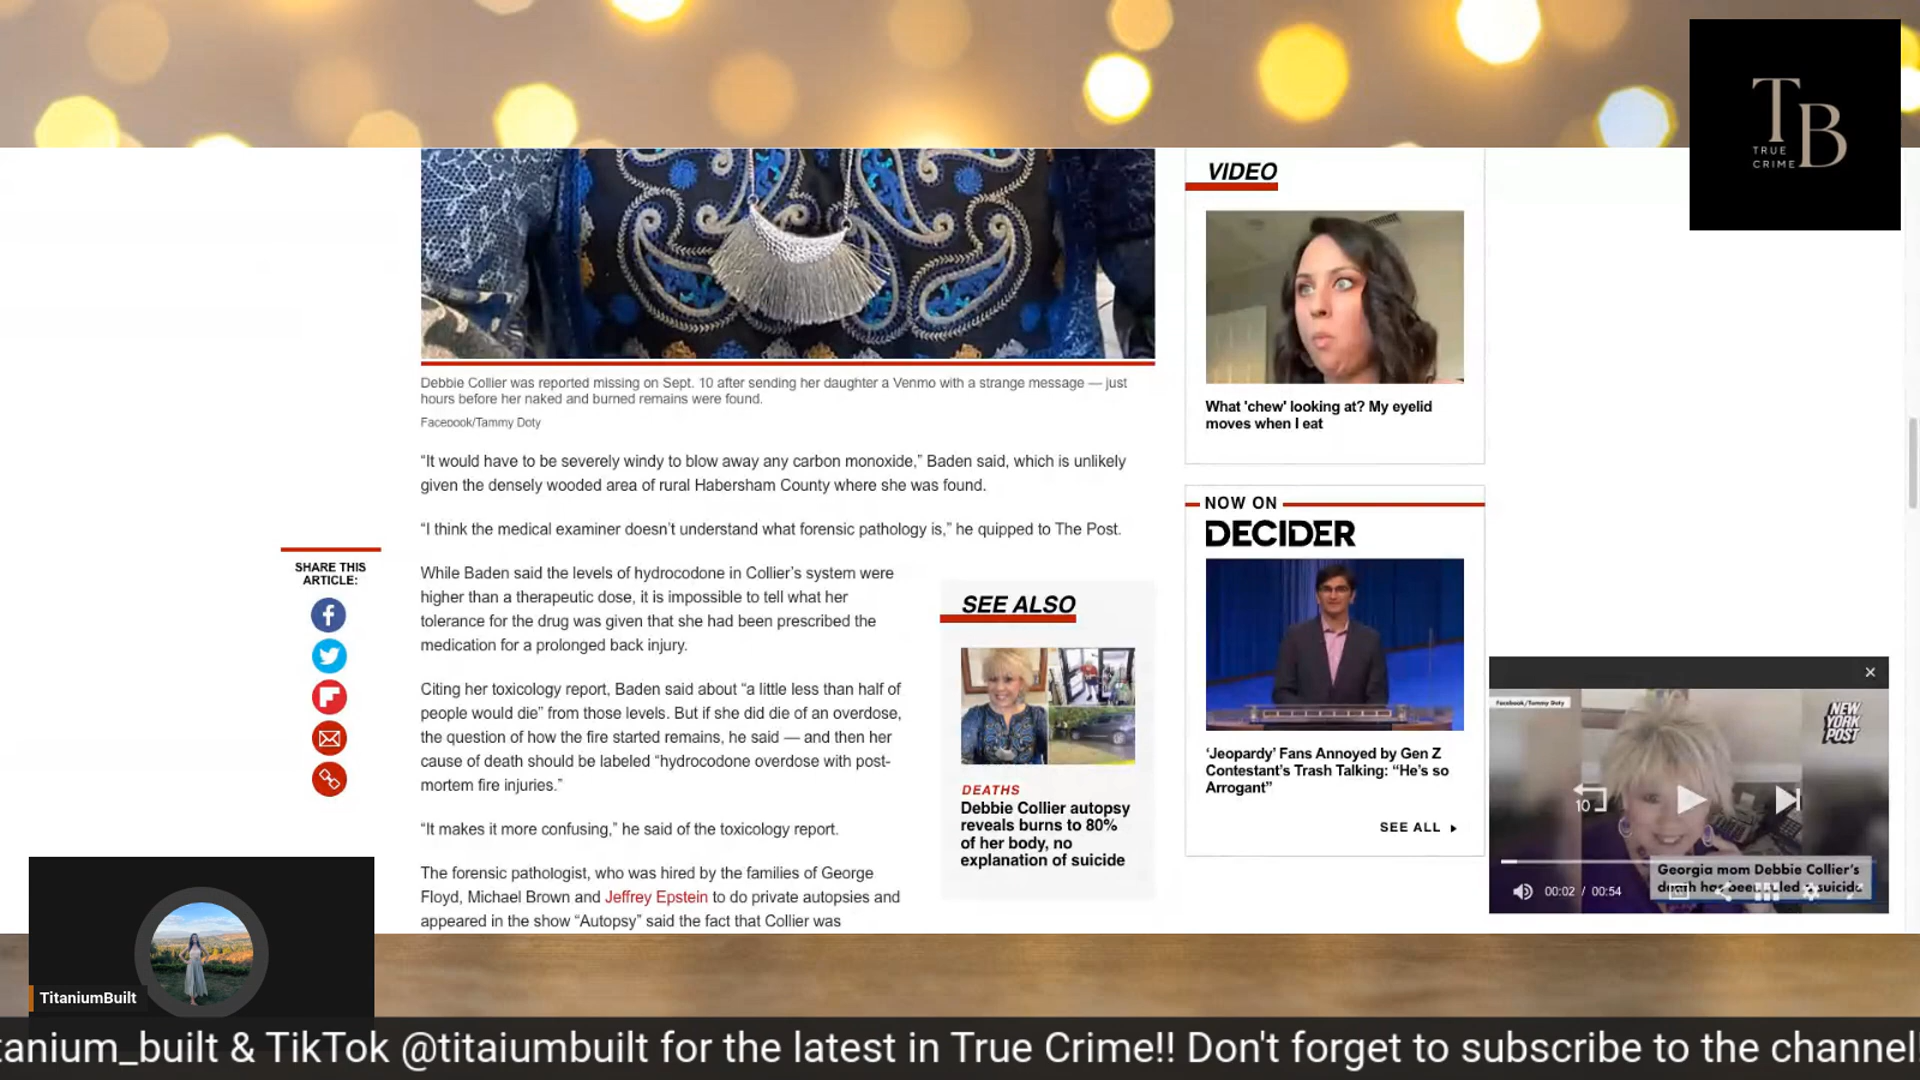 T
B
TRUE
CRIME
VIDEO
What 'chew' looking at? My eyelid
moves when I eat
Debbie Collier was reported missing on Sept. 10 after sending her daughter a Venmo with a strange message — just
hours before her naked and burned remains were found.
Facebook/Tammy Doty
“It would have to be severely windy to blow away any carbon monoxide,” Baden said, which is unlikely
given the densely wooded area of rural Habersham County where she was found.
“I think the medical examiner doesn’t understand what forensic pathology is,” he quipped to The Post.
While Baden said the levels of hydrocodone in Collier’s system were
higher than a therapeutic dose, it is impossible to tell what her
tolerance for the drug was given that she had been prescribed the
medication for a prolonged back injury.
Citing her toxicology report, Baden said about “a little less than half of
people would die” from those levels. But if she did die of an overdose,
the question of how the fire started remains, he said — and then her
cause of death should be labeled “hydrocodone overdose with post-
mortem fire injuries.”
“It makes it more confusing,” he said of the toxicology report.
The forensic pathologist, who was hired by the families of George
Floyd, Michael Brown and Jeffrey Epstein to do private autopsies and
appeared in the show “Autopsy” said the fact that Collier was
SHARE THIS
ARTICLE:
SEE ALSO
DEATHS
Debbie Collier autopsy
reveals burns to 80%
of her body, no
explanation of suicide
NOW ON
DECIDER
‘Jeopardy’ Fans Annoyed by Gen Z
Contestant’s Trash Talking: “He’s so
Arrogant”
SEE ALL
Facebook/Tammy Doty
NEW
YORK
POST
10
Georgia mom Debbie Collier's
death has been ruled a suicide
00:02 / 00:54
TitaniumBuilt
tanium_built & TikTok @titaiumbuilt for the latest in True Crime!! Don't forget to subscribe to the channel!